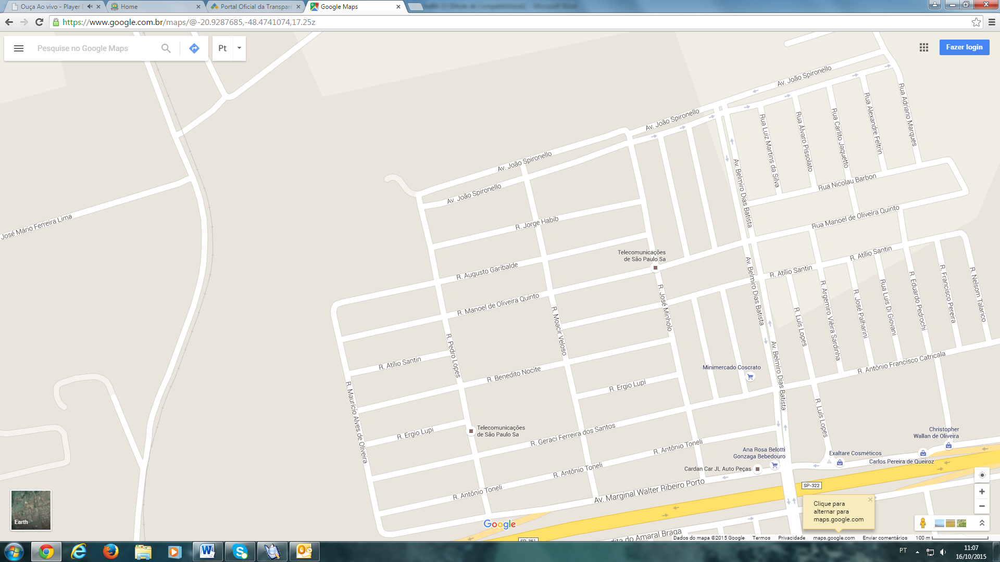 Ouça Ao vivo - Player E
Home
Portal Oficial da Transparê
Google Maps
https://www.google.com.br/maps/@-20.9287685,-48.4741074,17.25z
Pesquise no Google Maps
Pt
Fazer login
Av. João Spironello
Av. João Spironello
Av. João Spironello
Av. João Spironello
Rua Adriano Marques
Rua Alexandre Feltrin
Rua Carlito Jaquetto
Rua Álvaro Pissolato
Rua Luiz Martins da Silva
Av. Belmiro Dias Batista
Rua Nicolau Barbon
Rua Manoel de Oliveira Quinto
José Mário Ferreira Lima
R. Jorge Habib
R. Augusto Garibalde
Telecomunicações
de São Paulo Sa
R. Manoel de Oliveira Quinto
R. Atílio Santin
R. Atílio Santin
Av. Belmiro Dias Batista
R. José Minholo
R. Moacir Veloso
R. Pedro Lopes
R. Luís Lopes
R. Argemiro Viêira Sardinha
R. José Palharini
Rua Luis Di Giovani
R. Eduardo Pedrochi
R. Francisco Pereira
R. Nelsom Talarico
R. Atílio Santin
R. Benedito Nocite
R. Ergio Lupi
Minimercado Coscrato
Av. Belmiro Dias Batista
R. Antônio Francisco Catricala
R. Maurício Alves de Oliveira
R. Luís Lopes
R. Ergio Lupi
Telecomunicações
de São Paulo Sa
R. Geraci Ferreira dos Santos
R. Antônio Toneli
R. Antônio Toneli
R. Antônio Toneli
Christopher
Wallan de Oliveira
Ana Rosa Belotti
Gonzaga Bebedouro
Exaltare Cosméticos
Carlos Pereira de Queiroz
Cardan Car JL Auto Peças
Av. Marginal Walter Ribeiro Porto
SP-322
Clique para
alternar para
maps.google.com
Earth
Google
SP-351
dita do Amaral Braga
Dados do mapa ©2015 Google
Termos
Privacidade
maps.google.com
Enviar comentários
100 m
PT
11:07
16/10/2015